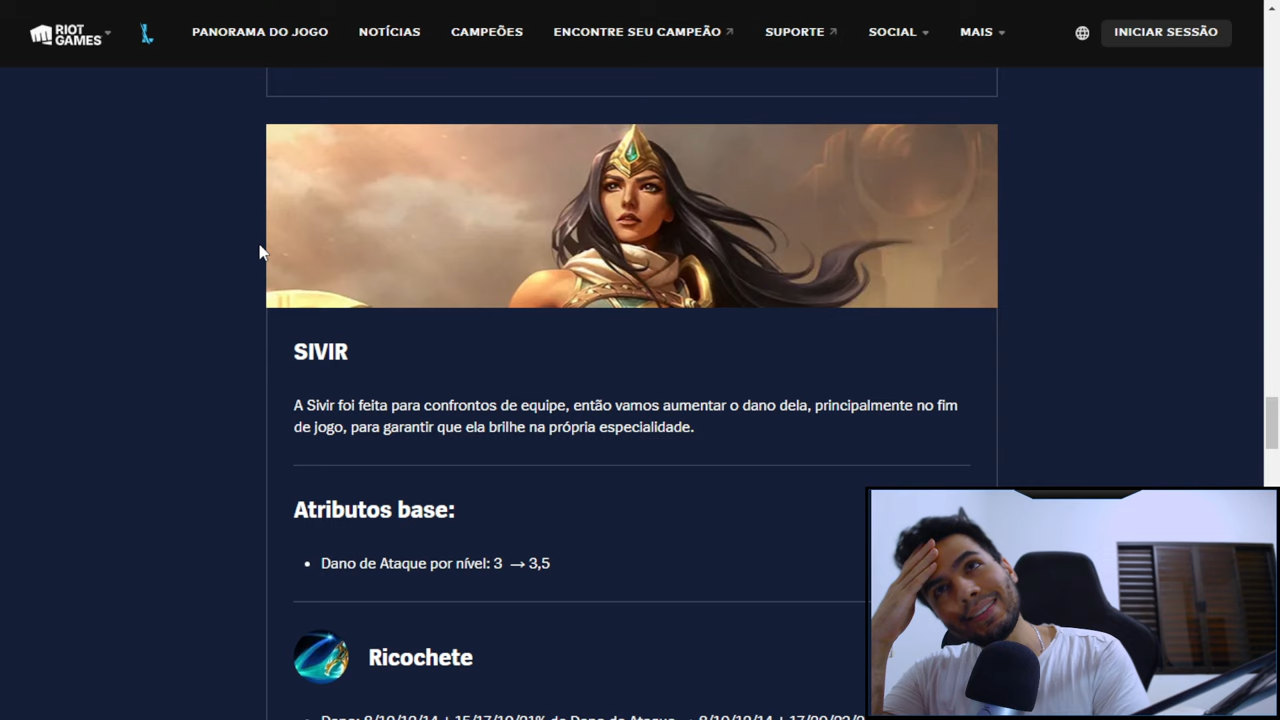 RIOT GAMES
PANORAMA DO JOGO NOTÍCIAS CAMPEÕES ENCONTRE SEU CAMPEÃO SUPORTE SOCIAL MAIS INICIAR SESSÃO
SIVIR
A Sivir foi feita para confrontos de equipe, então vamos aumentar o dano dela, principalmente no fim
de jogo, para garantir que ela brilhe na própria especialidade.
Atributos base:
• Dano de Ataque por nível: 3 → 3,5
Ricochete